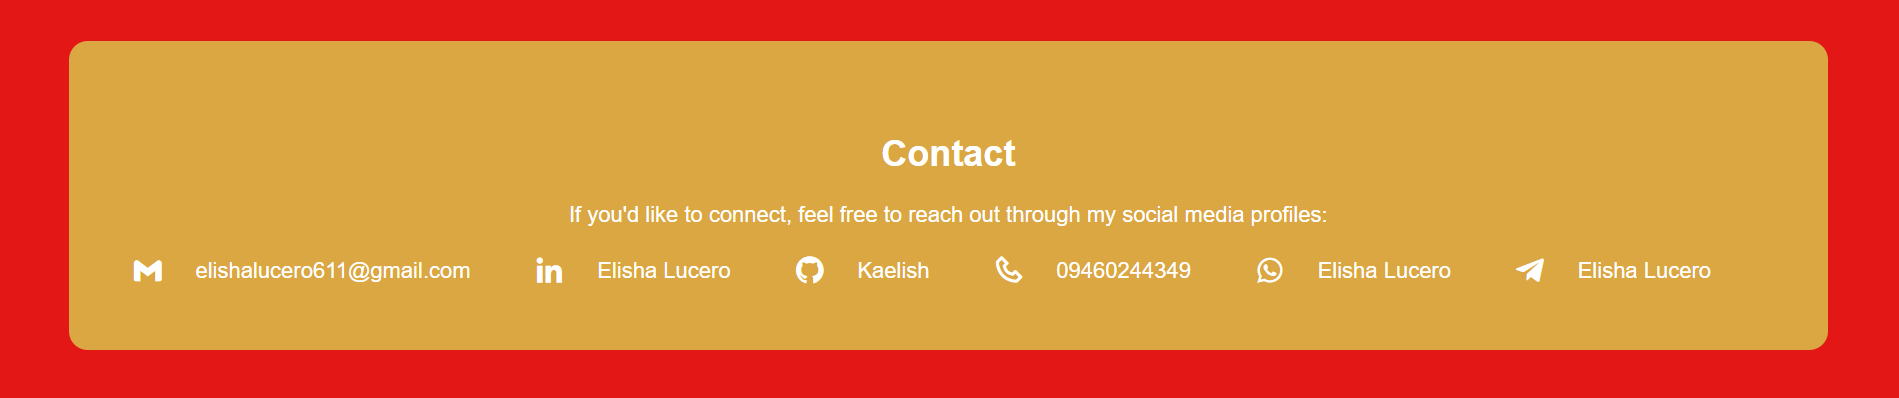 Contact
If you'd like to connect, feel free to reach out through my social media profiles:
elishalucero611@gmail.com Elisha Lucero Kaelish 09460244349 Elisha Lucero Elisha Lucero